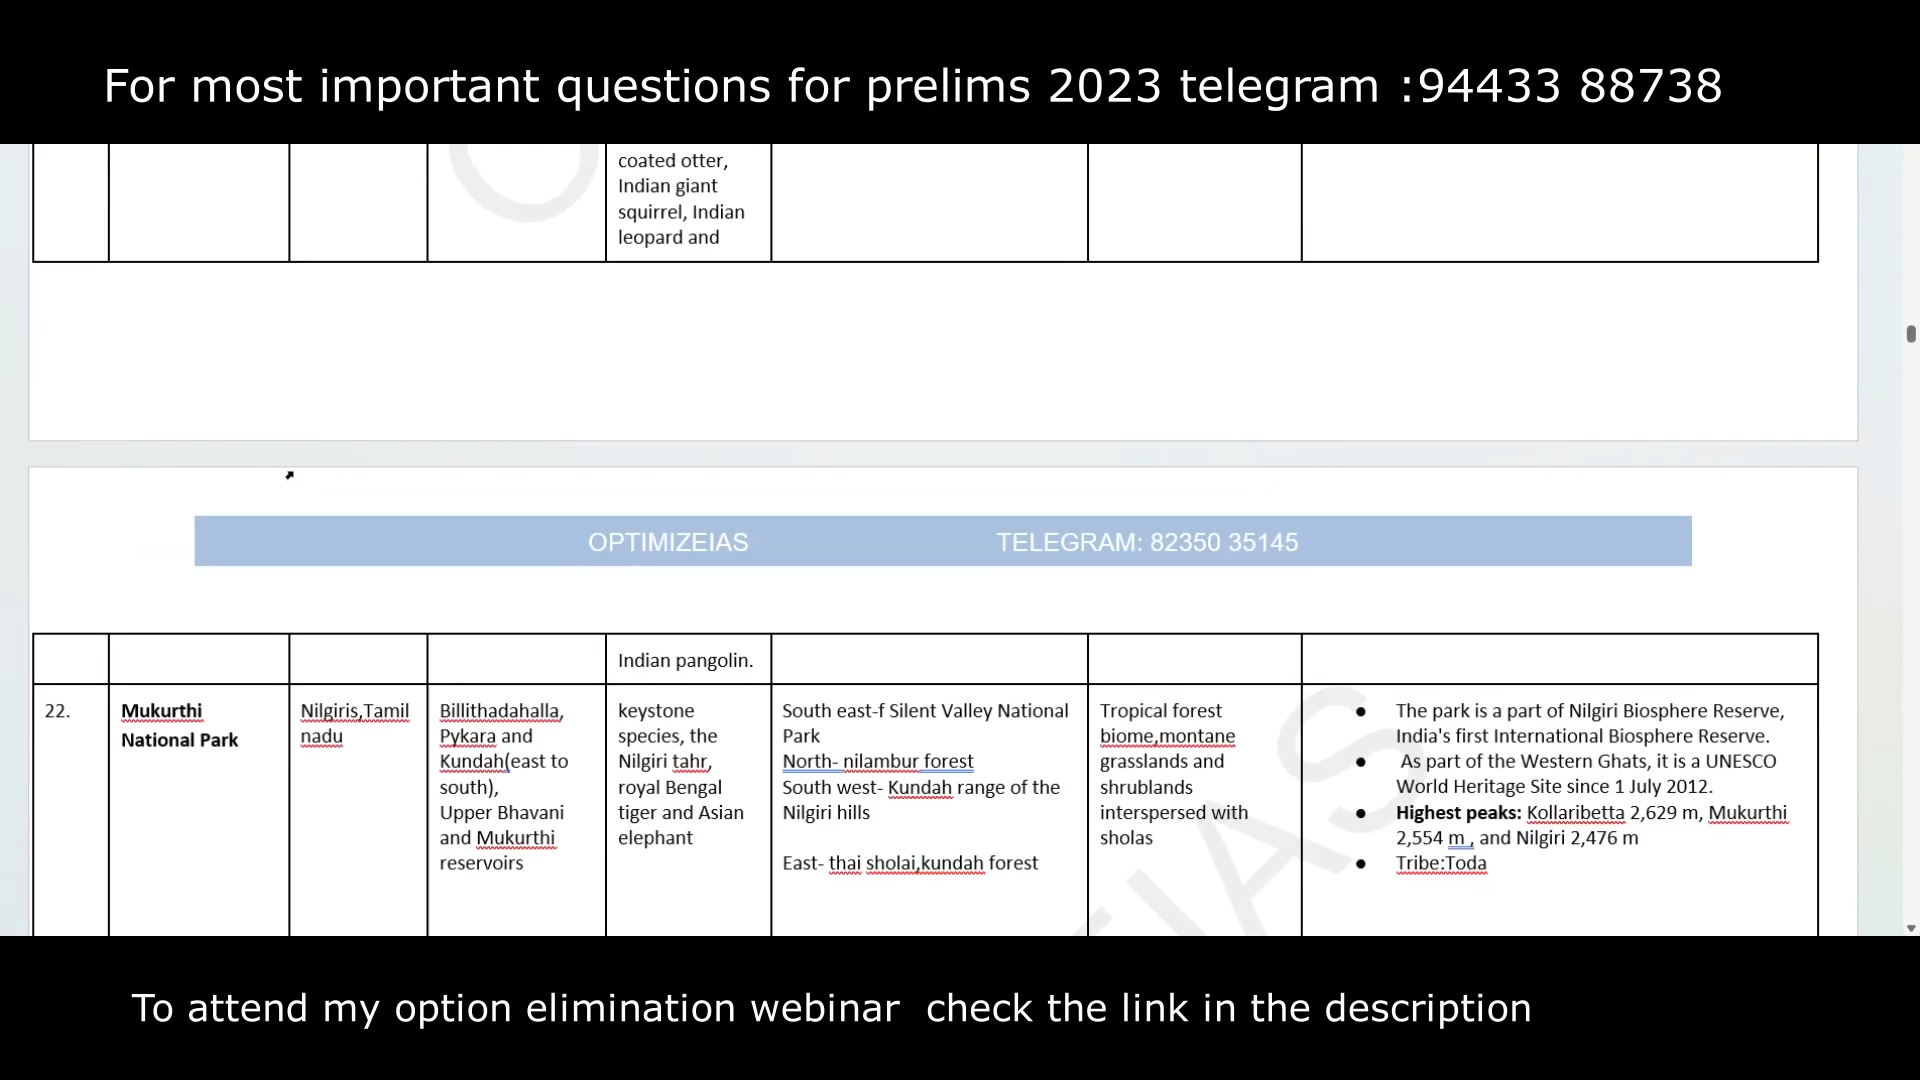 For most important questions for prelims 2023 telegram :94433 88738
coated otter,
Indian giant
squirrel, Indian
leopard and
OPTIMIZEIAS TELEGRAM: 82350 35145
Indian pangolin.
22.
Mukurthi
National Park
Nilgiris,Tamil
nadu
Billithadahalla,
Pykara and
Kundah(east to
south),
Upper Bhavani
and Mukurthi
reservoirs
keystone
species, the
Nilgiri tahr,
royal Bengal
tiger and Asian
elephant
South east-f Silent Valley National
Park
North- nilambur forest
South west- Kundah range of the
Nilgiri hills
East- thai sholai,kundah forest
Tropical forest
biome,montane
grasslands and
shrublands
interspersed with
sholas
● The park is a part of Nilgiri Biosphere Reserve,
India's first International Biosphere Reserve.
● As part of the Western Ghats, it is a UNESCO
World Heritage Site since 1 July 2012.
● Highest peaks: Kollaribetta 2,629 m, Mukurthi
2,554 m , and Nilgiri 2,476 m
● Tribe:Toda
To attend my option elimination webinar  check the link in the description